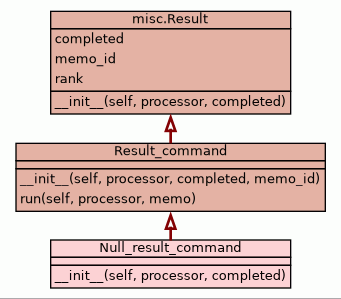 misc.Result
completed
memo_id
rank
__init__(self, processor, completed)
Result_command
__init__(self, processor, completed, memo_id)
run(self, processor, memo)
Null_result_command
__init__(self, processor, completed)